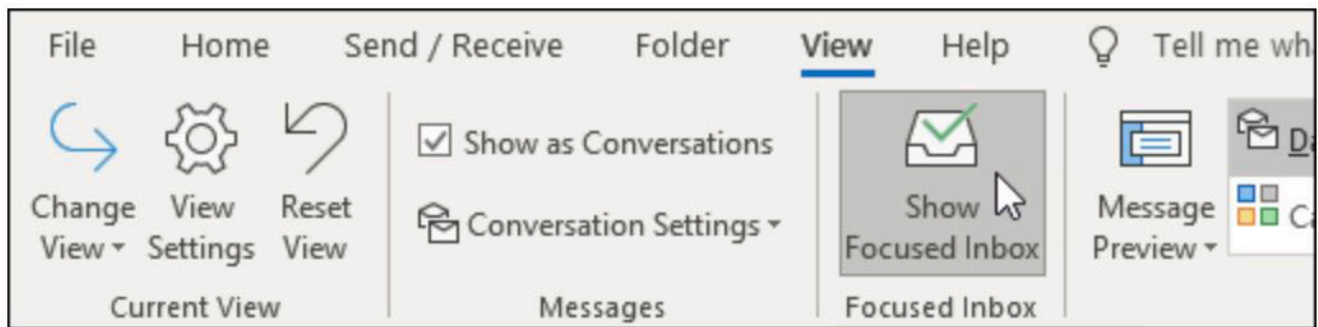 File Home Send / Receive Folder View Help Tell me
Show as Conversations
Change View Reset Conversation Settings Show Message
View Settings View Focused Inbox Preview
Current View Messages Focused Inbox